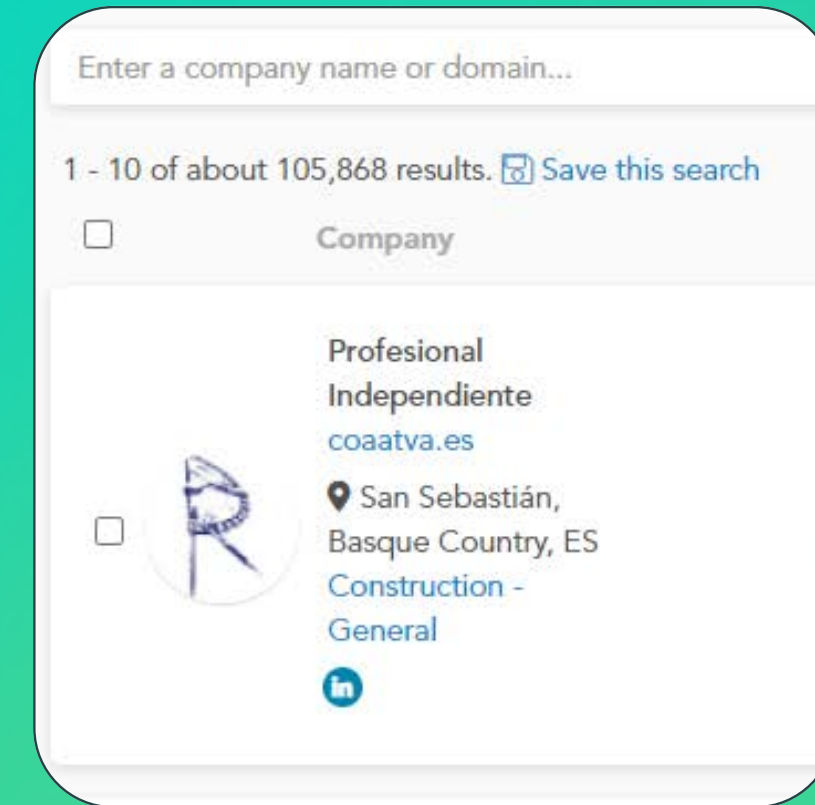 Enter a company name or domain...
1 - 10 of about 105,868 results. Save this search
Company
Profesional
Independiente
coaatva.es
San Sebastián,
Basque Country, ES
Construction -
General
R
in